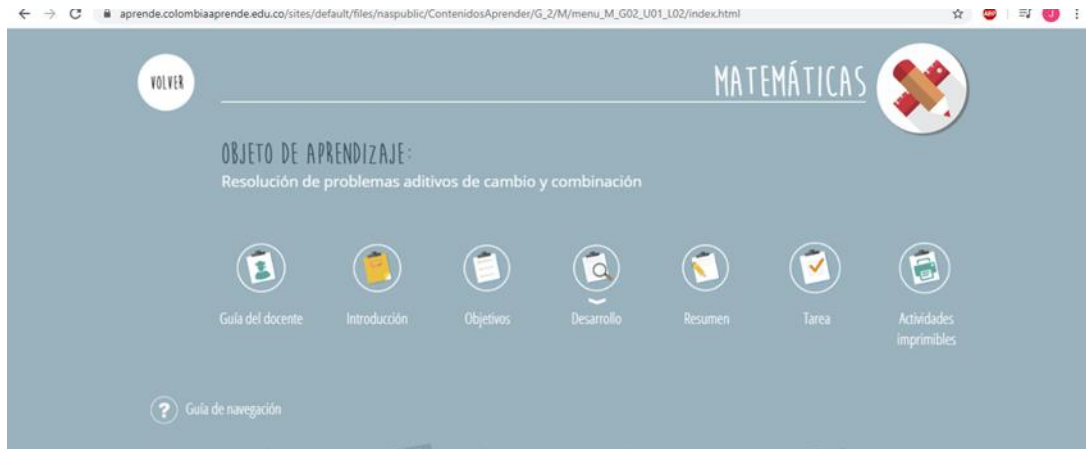 aprende.colombiaaprende.edu.co/sites/default/files/naspublic/ContenidosAprender/G_2/M/menu_M_G02_U01_L02/index.html
ABP
J
VOLVER
MATEMÁTICAS
OBJETO DE APRENDIZAJE:
Resolución de problemas aditivos de cambio y combinación
Guía del docente
Introducción
Objetivos
Desarrollo
Resumen
Tarea
Actividades
imprimibles
? Guía de navegación